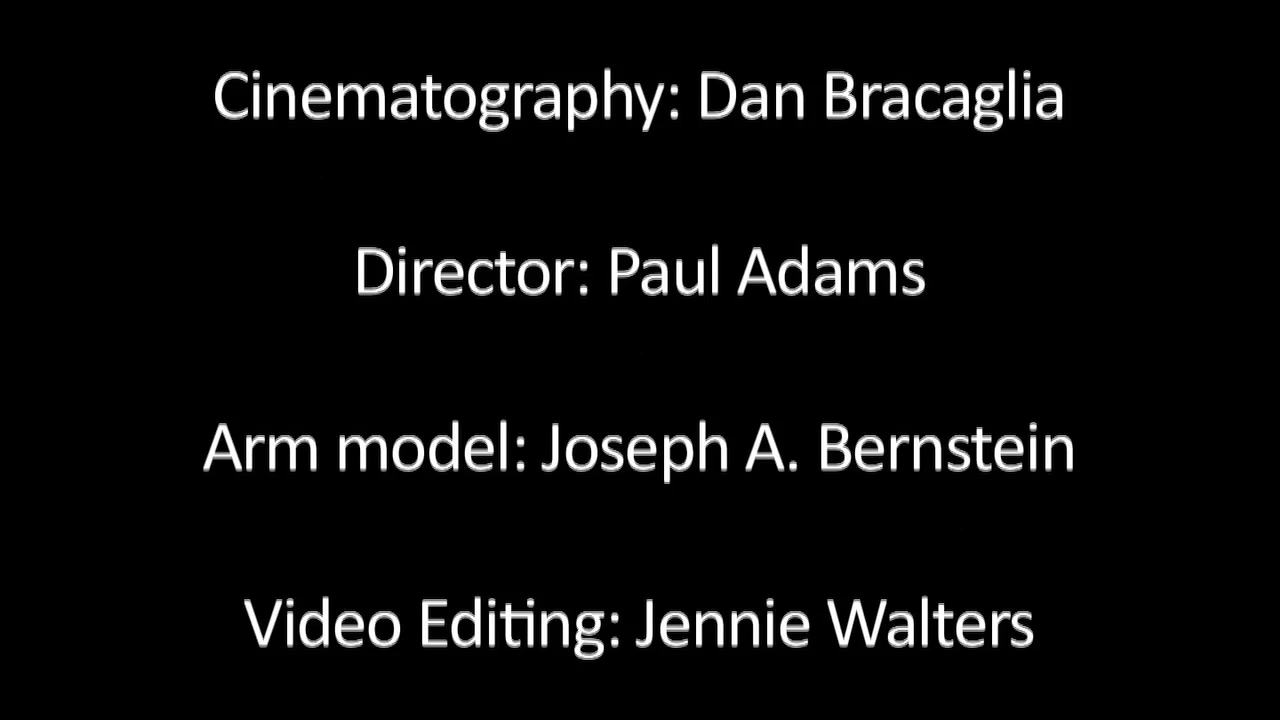 Cinematography: Dan Bracaglia
Director: Paul Adams
Arm model: Joseph A. Bernstein
Video Editing: Jennie Walters